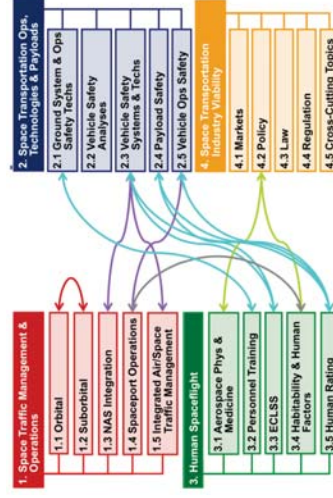 1. Space Traffic Management &
Operations
1.1 Orbital
1.2 Suborbital
1.3 NAS Integration
1.4 Spaceport Operations
1.5 Integrated Air/Space
Traffic Management
2. Space Transportation Ops,
Technologies & Payloads
2.1 Ground System & Ops
Safety Techs
2.2 Vehicle Safety
Analyses
2.3 Vehicle Safety
Systems & Techs
2.4 Payload Safety
2.5 Vehicle Ops Safety
3. Human Spaceflight
3.1 Aerospace Phys &
Medicine
3.2 Personnel Training
3.3 ECLSS
3.4 Habitability & Human
Factors
3.5 Human Rating
4. Space Transportation
Industry Viability
4.1 Markets
4.2 Policy
4.3 Law
4.4 Regulation
4.5 Cross-Cutting Topics